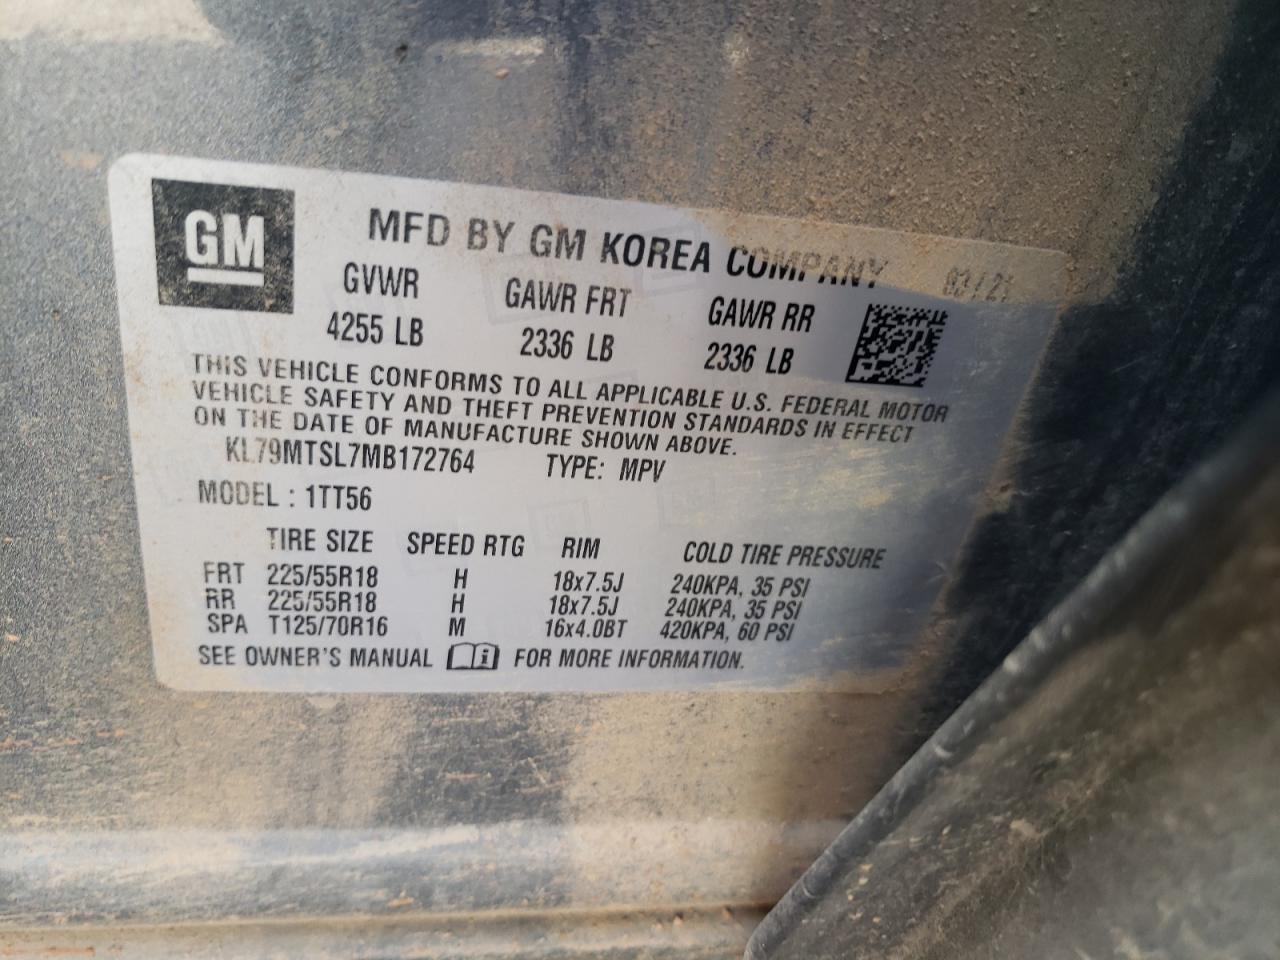 GM
MFD BY GM KOREA COMPANY 03/21
GVWR GAWR FRT GAWR RR
4255 LB 2336 LB 2336 LB
THIS VEHICLE CONFORMS TO ALL APPLICABLE U.S. FEDERAL MOTOR
VEHICLE SAFETY AND THEFT PREVENTION STANDARDS IN EFFECT
ON THE DATE OF MANUFACTURE SHOWN ABOVE.
KL79MTSL7MB172764 TYPE: MPV
MODEL : 1TT56
TIRE SIZE SPEED RTG RIM COLD TIRE PRESSURE
FRT 225/55R18 H 18x7.5J 240KPA, 35 PSI
RR 225/55R18 H 18x7.5J 240KPA, 35 PSI
SPA T125/70R16 M 16x4.0BT 420KPA, 60 PSI
SEE OWNER'S MANUAL i FOR MORE INFORMATION.